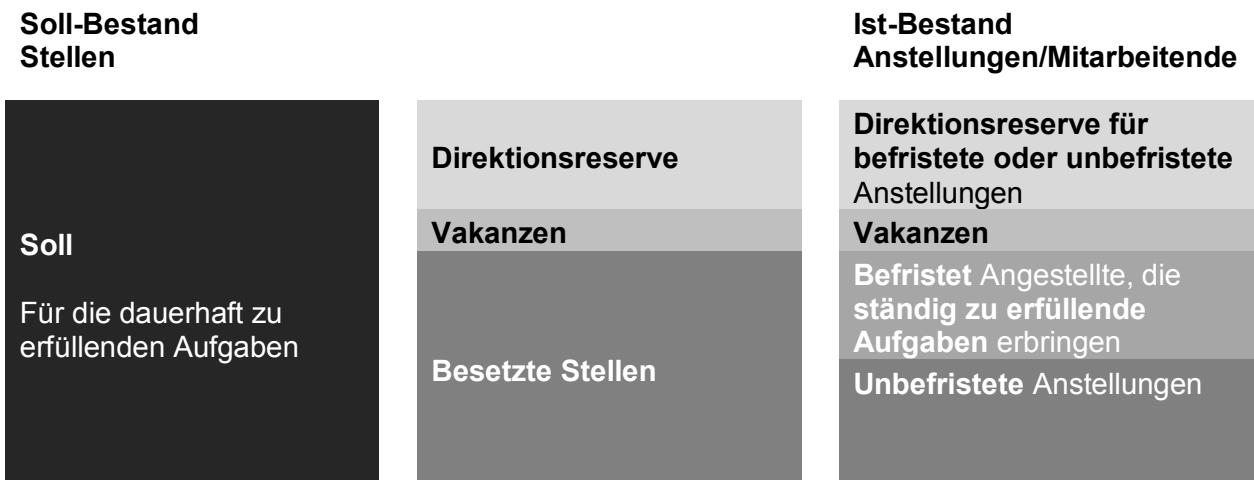 Soll-Bestand
Stellen
Ist-Bestand
Anstellungen/Mitarbeitende
Soll
Für die dauerhaft zu
erfüllenden Aufgaben
Direktionsreserve
Vakanzen
Besetzte Stellen
Direktionsreserve für
befristete oder unbefristete
Anstellungen
Vakanzen
Befristet Angestellte, die
ständig zu erfüllende
Aufgaben erbringen
Unbefristete Anstellungen